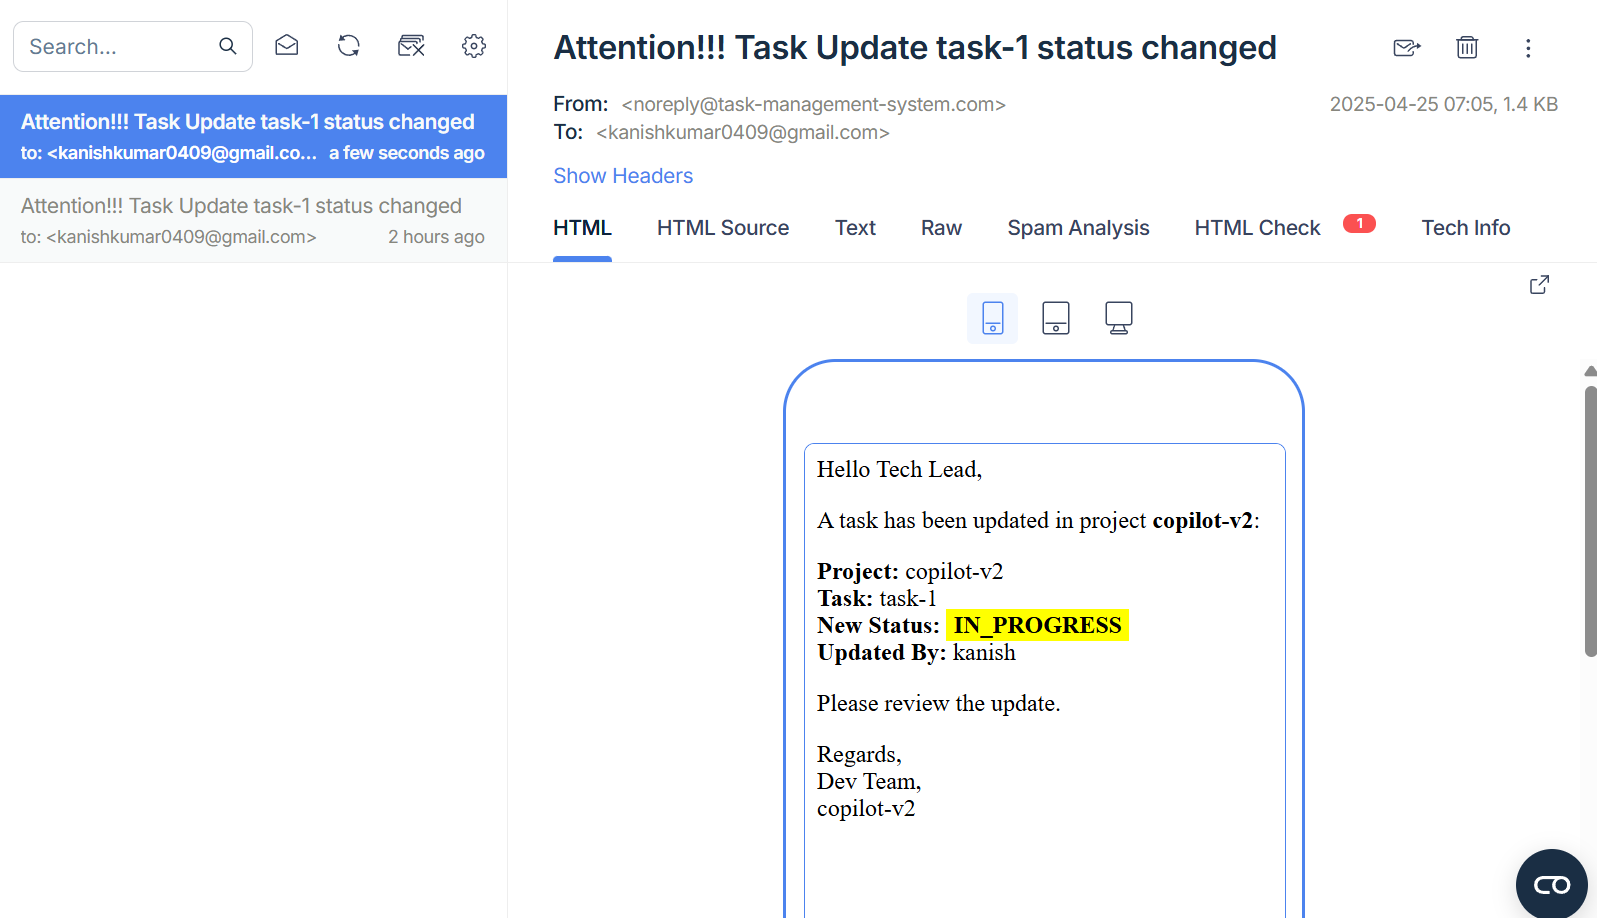 Search...
Attention!!! Task Update task-1 status changed
to: <kanishkumar0409@gmail.co... a few seconds ago
Attention!!! Task Update task-1 status changed
to: <kanishkumar0409@gmail.com> 2 hours ago
Attention!!! Task Update task-1 status changed
From: <noreply@task-management-system.com> 2025-04-25 07:05, 1.4 KB
To: <kanishkumar0409@gmail.com>
Show Headers
HTML HTML Source Text Raw Spam Analysis HTML Check 1 Tech Info
Hello Tech Lead,
A task has been updated in project copilot-v2:
Project: copilot-v2
Task: task-1
New Status: IN_PROGRESS
Updated By: kanish
Please review the update.
Regards,
Dev Team,
copilot-v2